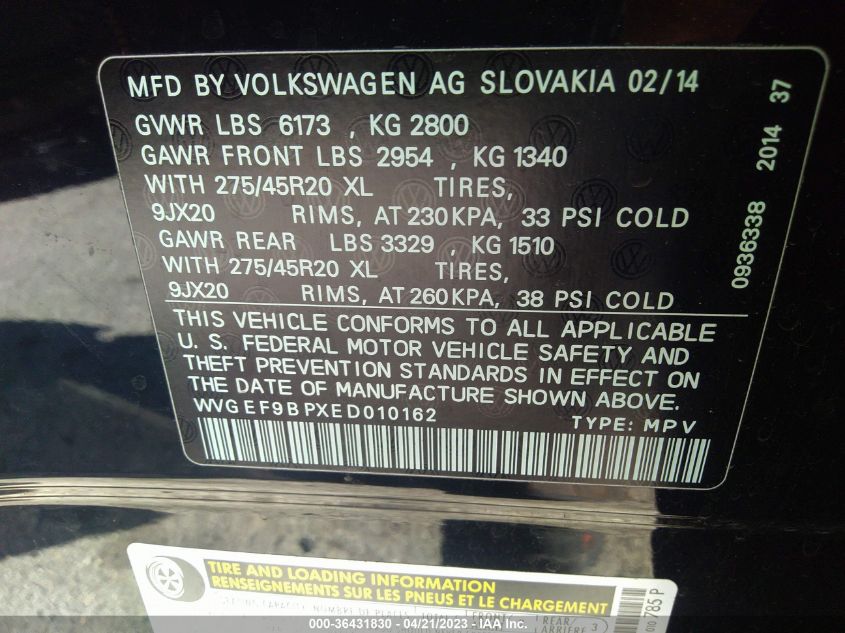 MFD BY VOLKSWAGEN AG SLOVAKIA 02/14
GVWR LBS 6173 , KG 2800
GAWR FRONT LBS 2954 , KG 1340
WITH 275/45R20 XL TIRES,
9JX20 RIMS, AT 230KPA, 33 PSI COLD
GAWR REAR LBS 3329 , KG 1510
WITH 275/45R20 XL TIRES,
9JX20 RIMS, AT 260KPA, 38 PSI COLD
THIS VEHICLE CONFORMS TO ALL APPLICABLE
U. S. FEDERAL MOTOR VEHICLE SAFETY AND
THEFT PREVENTION STANDARDS IN EFFECT ON
THE DATE OF MANUFACTURE SHOWN ABOVE.
WVGEF9BPXED010162 TYPE: MPV
0936338 2014 37
TIRE AND LOADING INFORMATION
RENSEIGNEMENTS SUR LES PNEUS ET LE CHARGEMENT
REAR
ARRIÈRE 3
785 P
000-36431830 - 04/21/2023 - IAA, Inc.